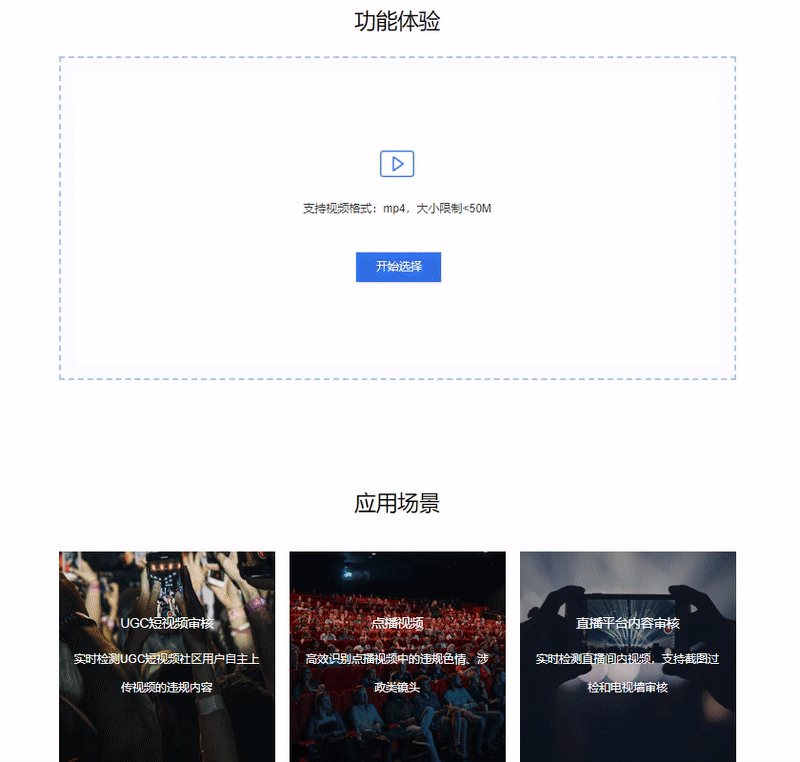 功能体验
支持视频格式：mp4，大小限制<50M
开始选择
应用场景
UGC短视频审核
实时检测UGC短视频社区用户自主上
传视频的违规内容
点播视频
高效识别点播视频中的违规色情、涉
政类镜头
直播平台内容审核
实时检测直播间内视频，支持截图过
检和电视墙审核